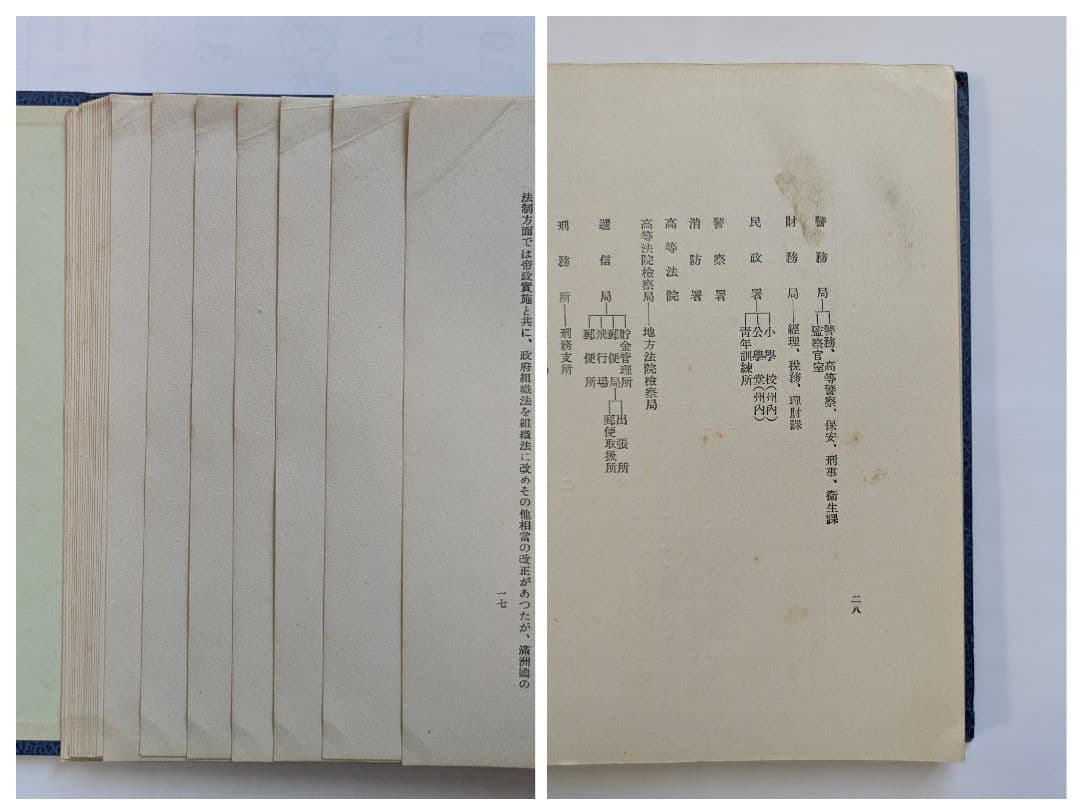 法制方面では帝政實施と共に、政府組織法を組織法に改めその他相當の改正があつたが、滿洲國の
一七
警務局
警務、高等警察、保安、刑事、衞生課
監察官室
財務局―經理、稅務、理財課
民政署
小學校(州內)
公學堂(州內)
青年訓練所
警察署
消防署
高等法院
高等法院檢察局―地方法院檢察局
遞信局
貯金管理所
郵便局
出張所
郵便取扱所
飛行場
郵便所
刑務所―刑務支所
二八